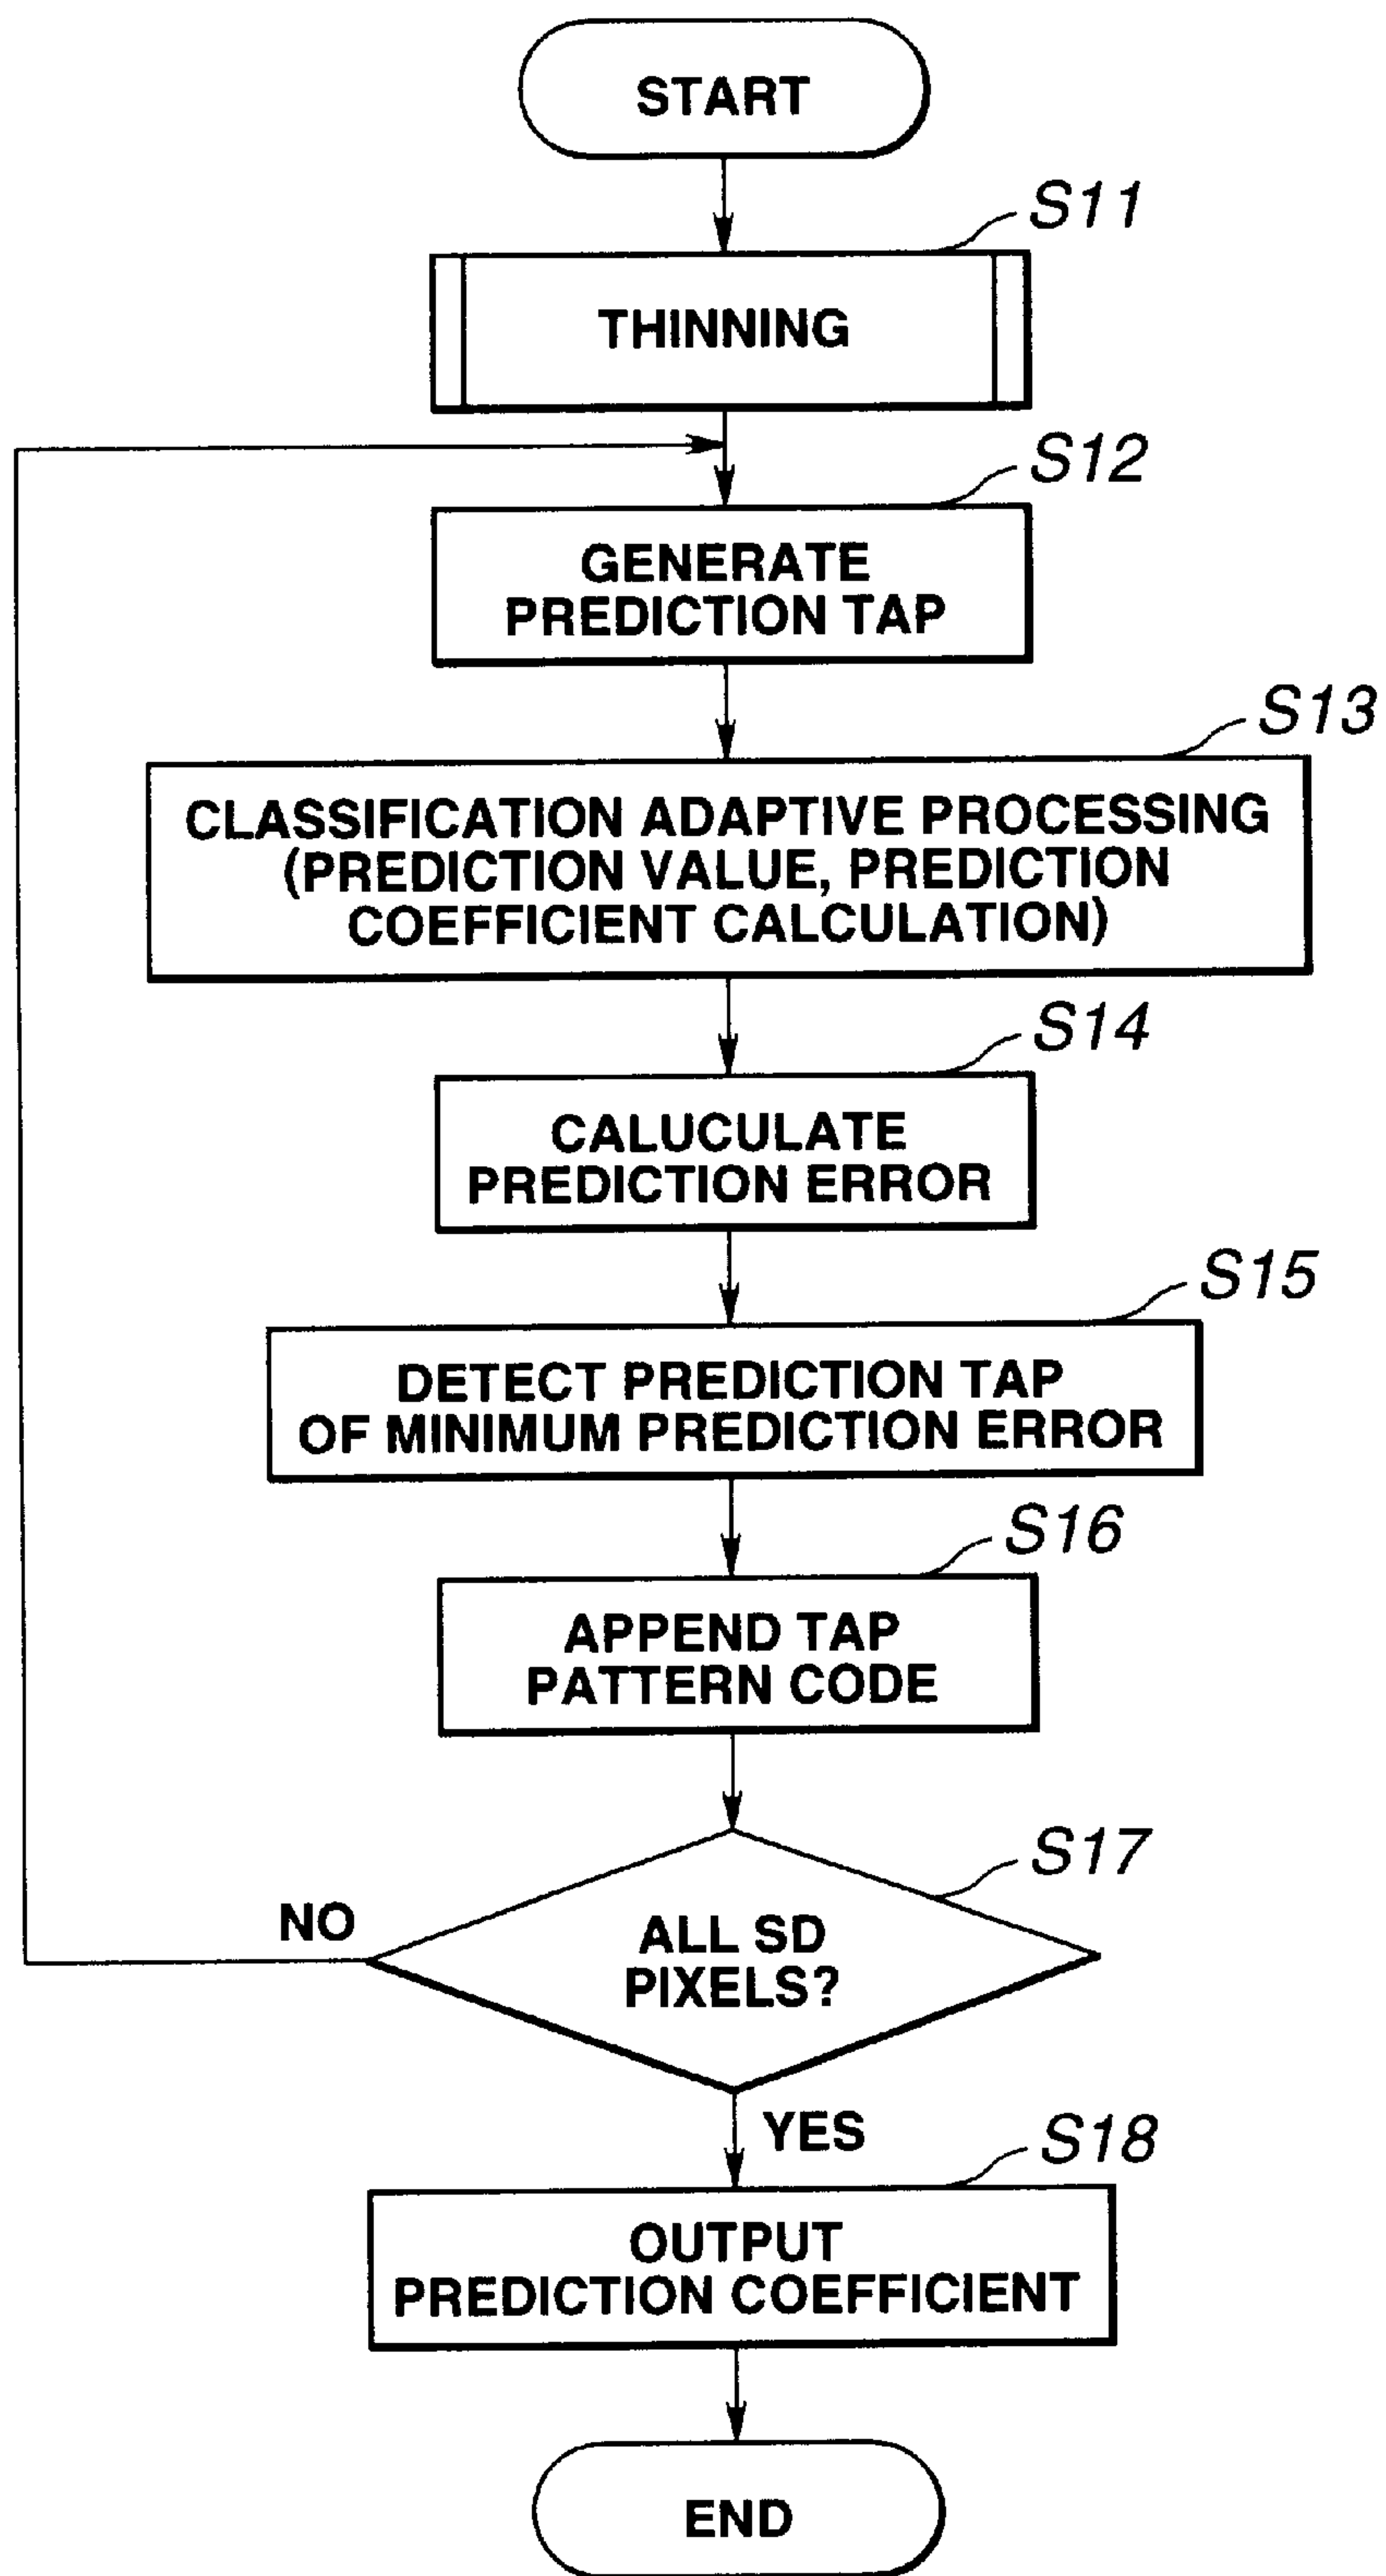 START
S11
THINNING
S12
GENERATE
PREDICTION TAP
S13
CLASSIFICATION ADAPTIVE PROCESSING
(PREDICTION VALUE, PREDICTION
COEFFICIENT CALCULATION)
S14
CALUCULATE
PREDICTION ERROR
S15
DETECT PREDICTION TAP
OF MINIMUM PREDICTION ERROR
S16
APPEND TAP
PATTERN CODE
S17
NO
ALL SD
PIXELS?
YES
S18
OUTPUT
PREDICTION COEFFICIENT
END